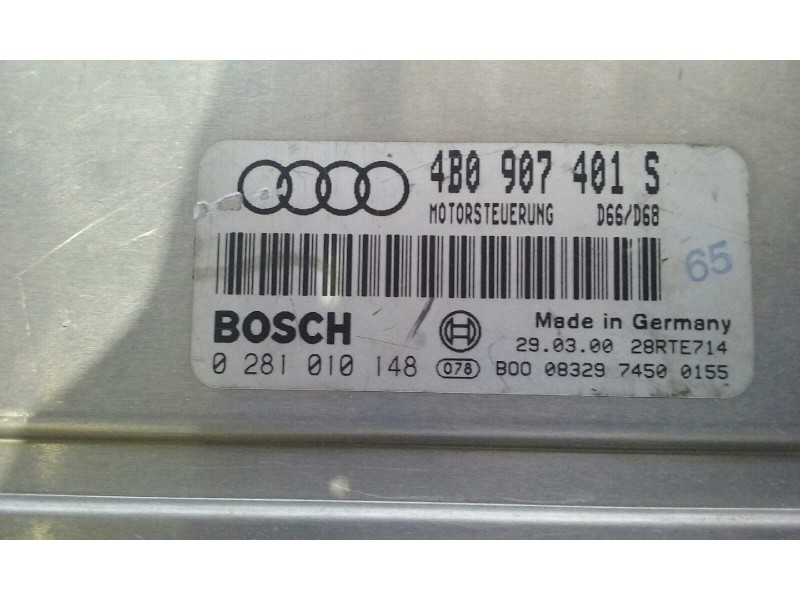 4B0 907 401 S
MOTORSTEUERUNG D66/D68
65
BOSCH
Made in Germany
29.03.00 28RTE714
0 281 010 148 078 B00 08329 7450 0155